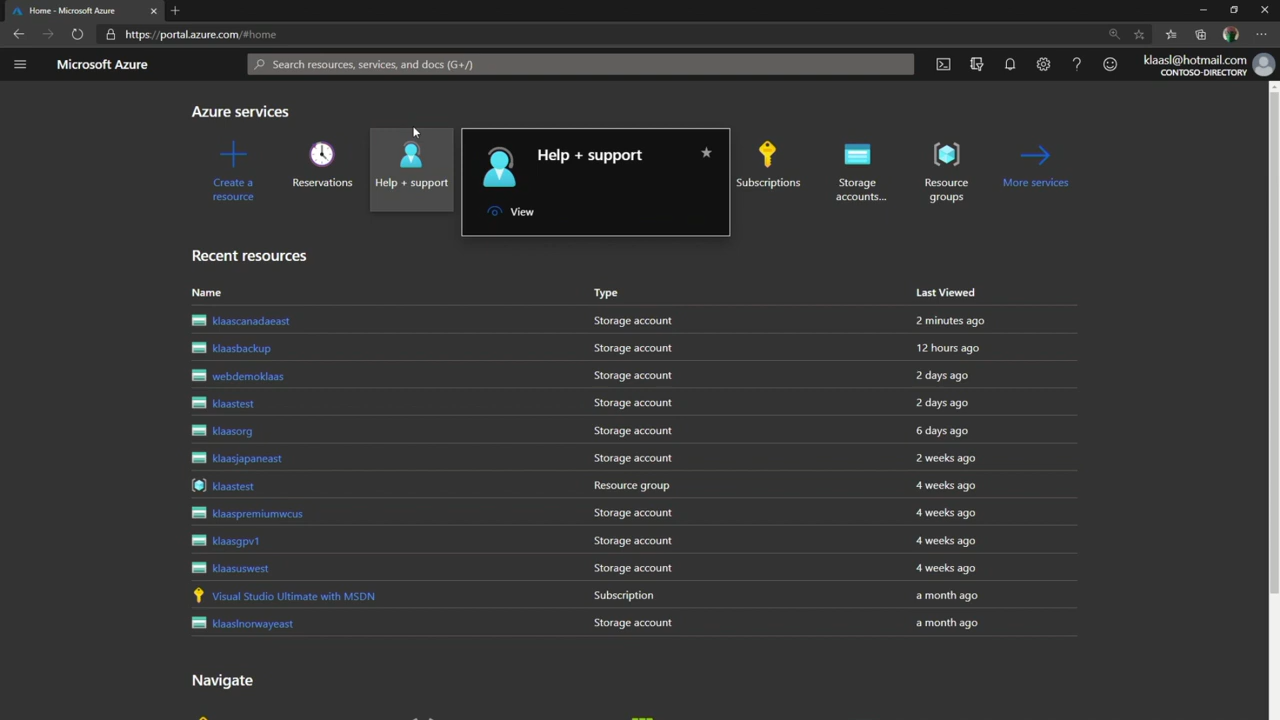 Home - Microsoft Azure
https://portal.azure.com/#home
Microsoft Azure
Search resources, services, and docs (G+/)
klaasl@hotmail.com
CONTOSO-DIRECTORY
Azure services
Create a
resource
Reservations
Help + support
Help + support
View
Subscriptions
Storage
accounts...
Resource
groups
More services
Recent resources
Name Type Last Viewed
klaascanadaeast Storage account 2 minutes ago
klaasbackup Storage account 12 hours ago
webdemoklaas Storage account 2 days ago
klaastest Storage account 2 days ago
klaasorg Storage account 6 days ago
klaasjapaneast Storage account 2 weeks ago
klaastest Resource group 4 weeks ago
klaaspremiumwcus Storage account 4 weeks ago
klaasgpv1 Storage account 4 weeks ago
klaasuswest Storage account 4 weeks ago
Visual Studio Ultimate with MSDN Subscription a month ago
klaaslnorwayeast Storage account a month ago
Navigate